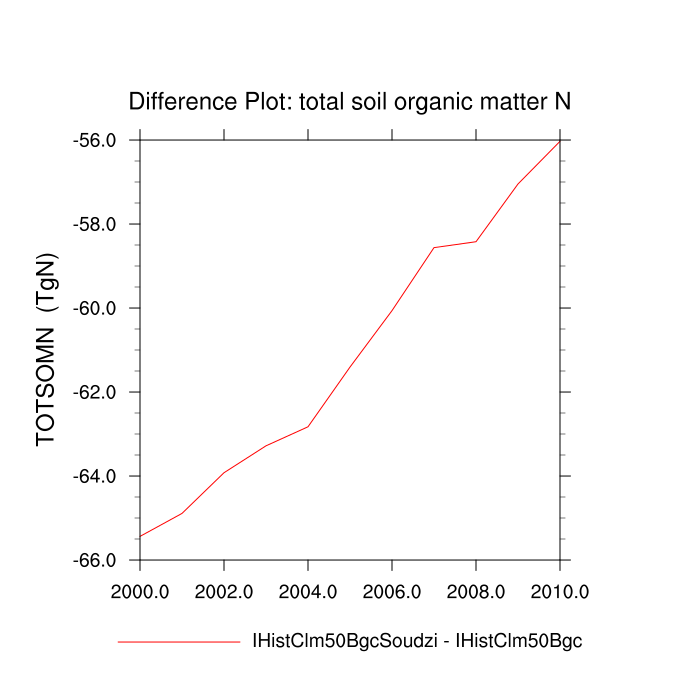 Difference Plot: total soil organic matter N
TOTSOMN (TgN)
-56.0
-58.0
-60.0
-62.0
-64.0
-66.0
2000.0 2002.0 2004.0 2006.0 2008.0 2010.0
IHistClm50BgcSoudzi - IHistClm50Bgc